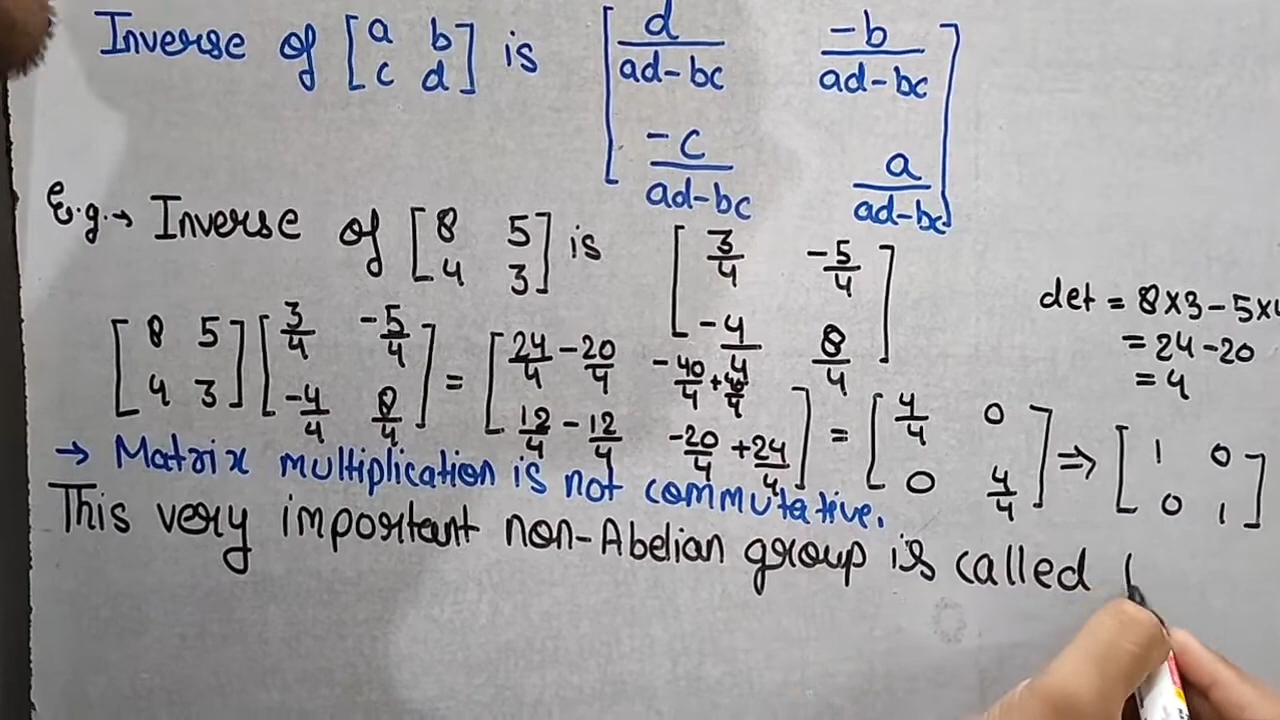 Inverse of [a b c d] is [d/ad-bc -b/ad-bc -c/ad-bc a/ad-bc]
E.g.→ Inverse of [8 5 4 3] is [3/4 -5/4 -4/4 8/4]
det = 8×3-5×4
= 24-20
= 4
[8 5 4 3] [3/4 -5/4 -4/4 8/4] = [24/4-20/4 -40/4+40/4 12/4-12/4 -20/4+24/4] = [4/4 0 0 4/4] ⇒ [1 0 0 1]
→ Matrix multiplication is not commutative.
This very important non-Abelian group is called